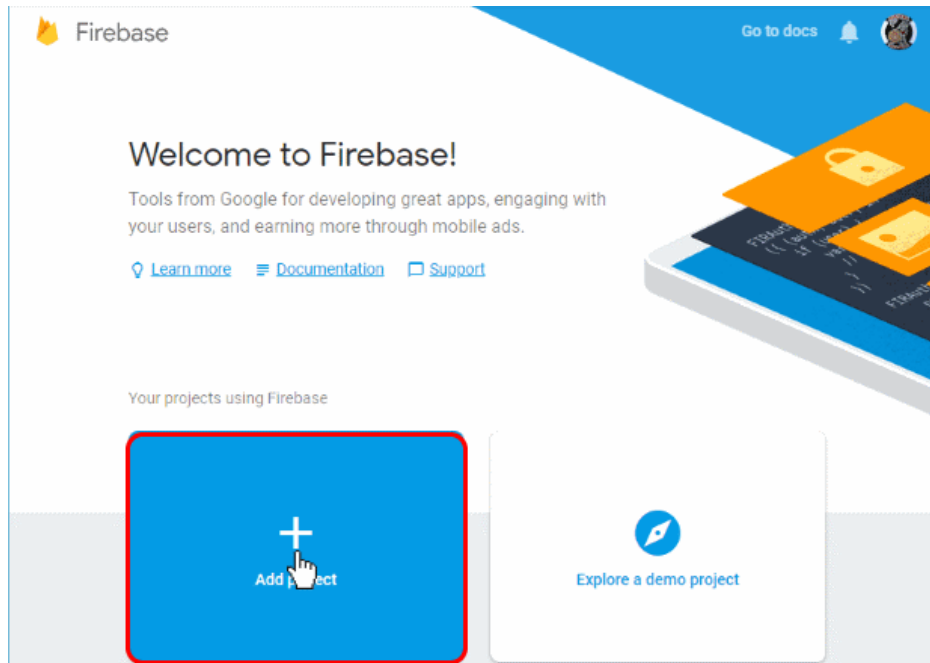 Firebase
Go to docs
Welcome to Firebase!
Tools from Google for developing great apps, engaging with
your users, and earning more through mobile ads.
Learn more Documentation Support
Your projects using Firebase
Add project
Explore a demo project